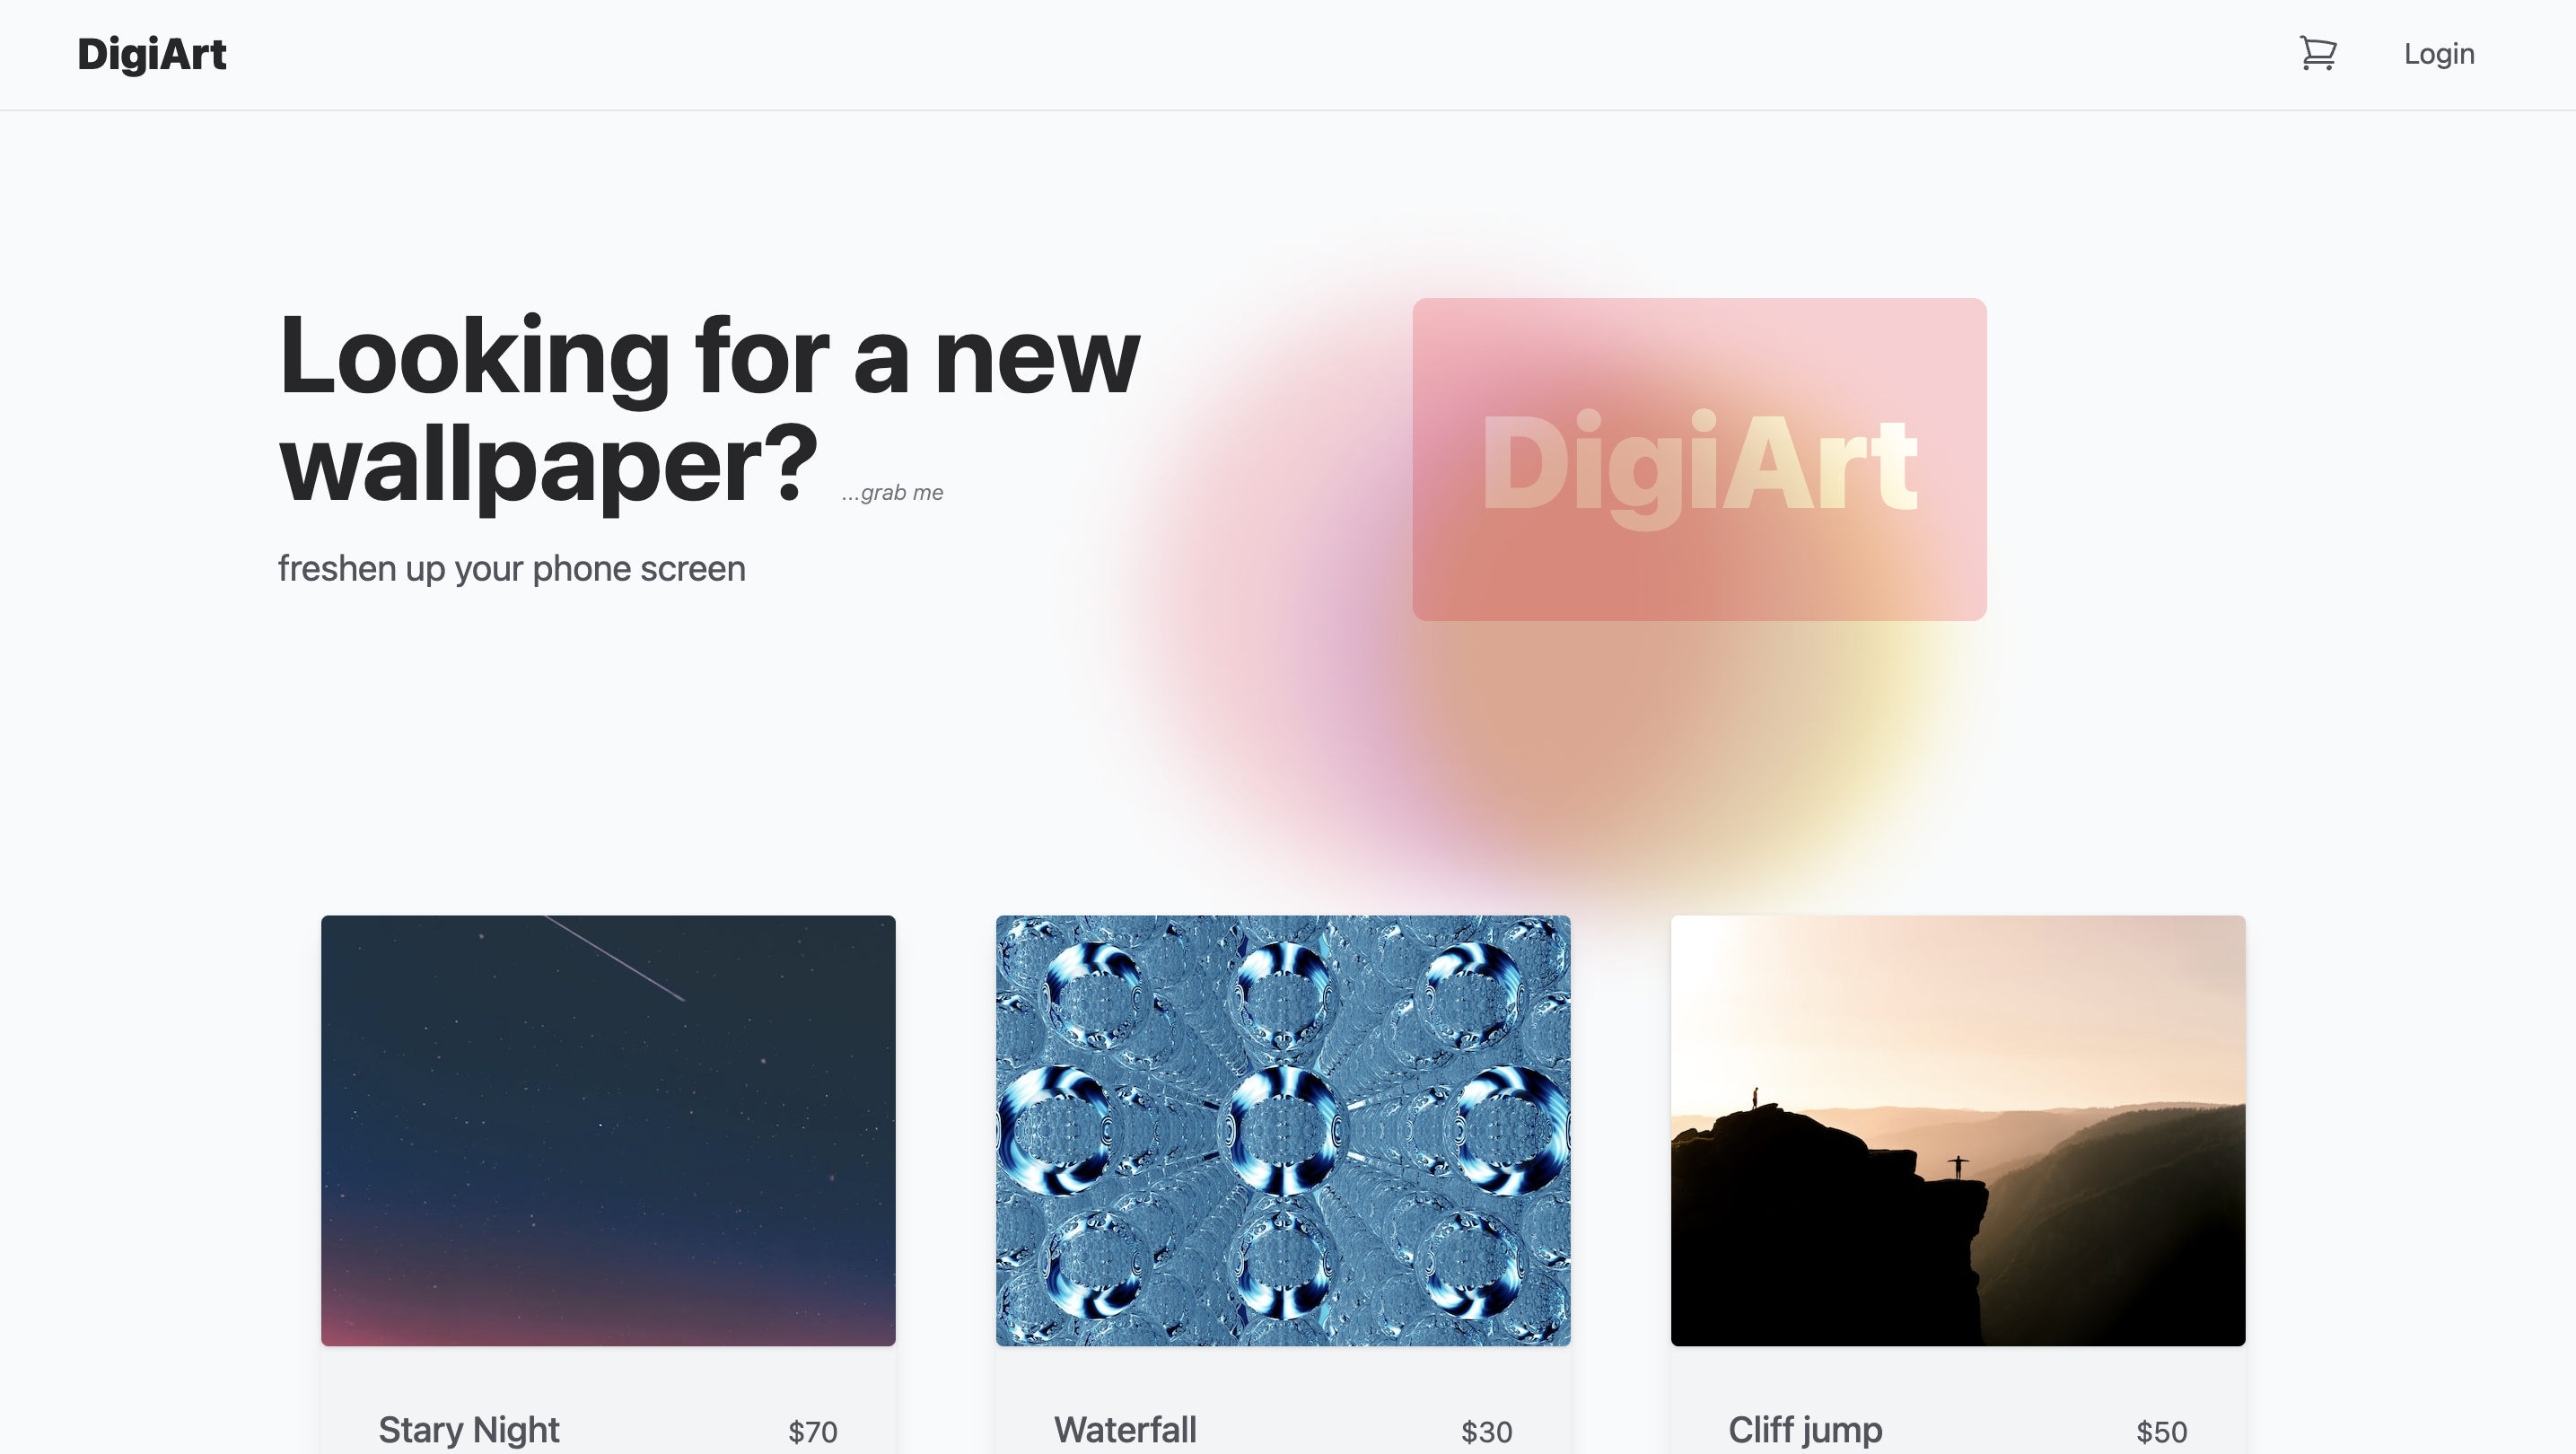 DigiArt
Login
Looking for a new
wallpaper? ...grab me
freshen up your phone screen
DigiArt
Stary Night $70
Waterfall $30
Cliff jump $50